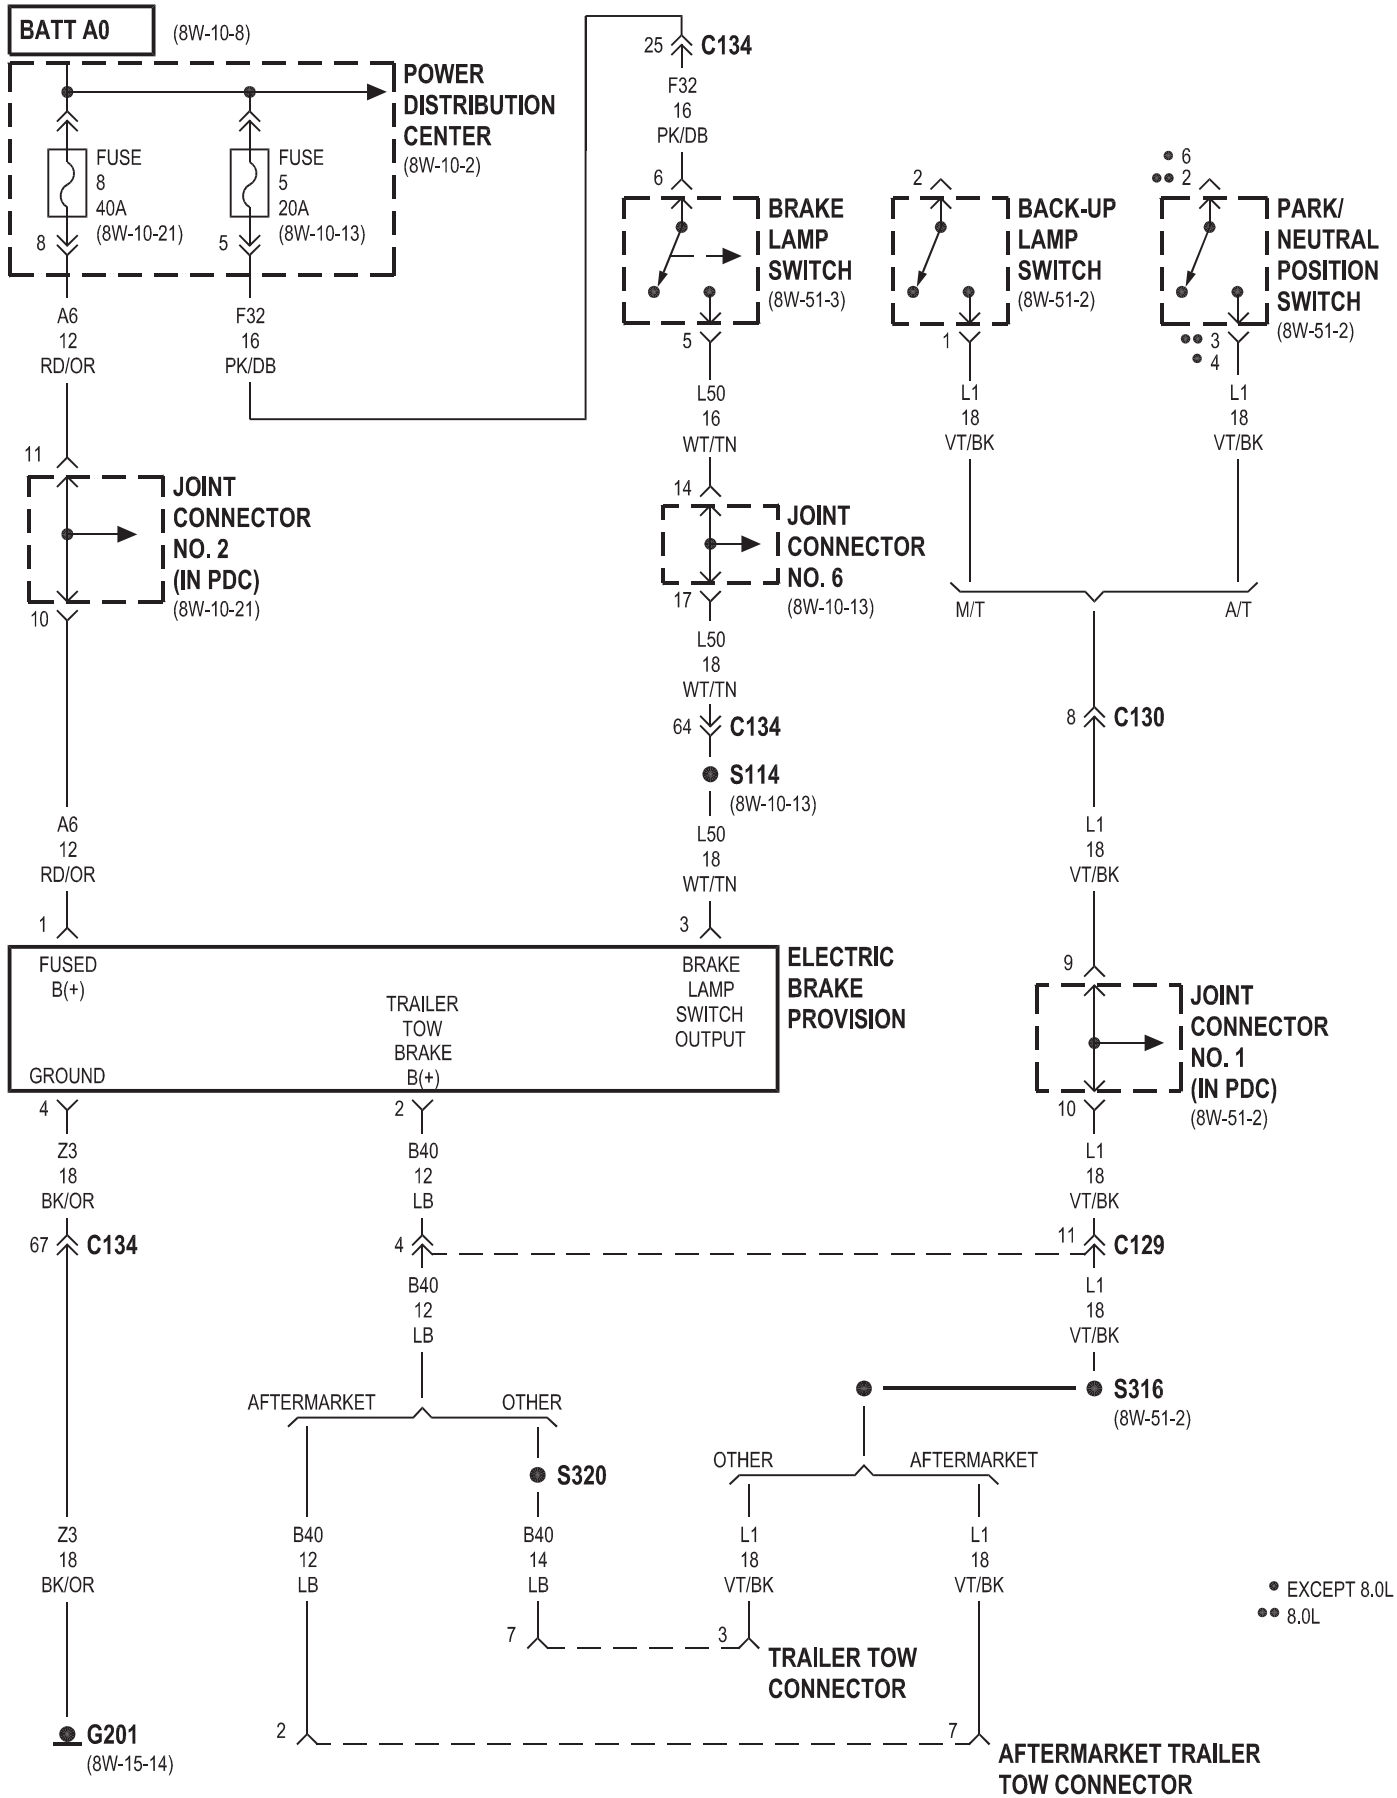 BATT A0
(8W-10-8)
POWER
DISTRIBUTION
CENTER
(8W-10-2)
FUSE
8
40A
(8W-10-21)
8
FUSE
5
20A
(8W-10-13)
5
A6
12
RD/OR
F32
16
PK/DB
25
C134
F32
16
PK/DB
6
BRAKE
LAMP
SWITCH
(8W-51-3)
5
L50
16
WT/TN
2
BACK-UP
LAMP
SWITCH
(8W-51-2)
1
L1
18
VT/BK
6
2
PARK/
NEUTRAL
POSITION
SWITCH
(8W-51-2)
3
4
L1
18
VT/BK
11
JOINT
CONNECTOR
NO. 2
(IN PDC)
(8W-10-21)
10
14
JOINT
CONNECTOR
NO. 6
(8W-10-13)
17
L50
18
WT/TN
64
C134
S114
(8W-10-13)
L50
18
WT/TN
M/T
A/T
8
C130
L1
18
VT/BK
A6
12
RD/OR
1
3
FUSED
B(+)
TRAILER
TOW
BRAKE
B(+)
BRAKE
LAMP
SWITCH
OUTPUT
GROUND
ELECTRIC
BRAKE
PROVISION
9
JOINT
CONNECTOR
NO. 1
(IN PDC)
(8W-51-2)
10
4
Z3
18
BK/OR
67
C134
2
B40
12
LB
4
B40
12
LB
L1
18
VT/BK
11
C129
L1
18
VT/BK
S316
(8W-51-2)
AFTERMARKET
OTHER
S320
OTHER
AFTERMARKET
Z3
18
BK/OR
B40
12
LB
B40
14
LB
L1
18
VT/BK
L1
18
VT/BK
EXCEPT 8.0L
8.0L
7
3
TRAILER TOW
CONNECTOR
G201
(8W-15-14)
2
7
AFTERMARKET TRAILER
TOW CONNECTOR